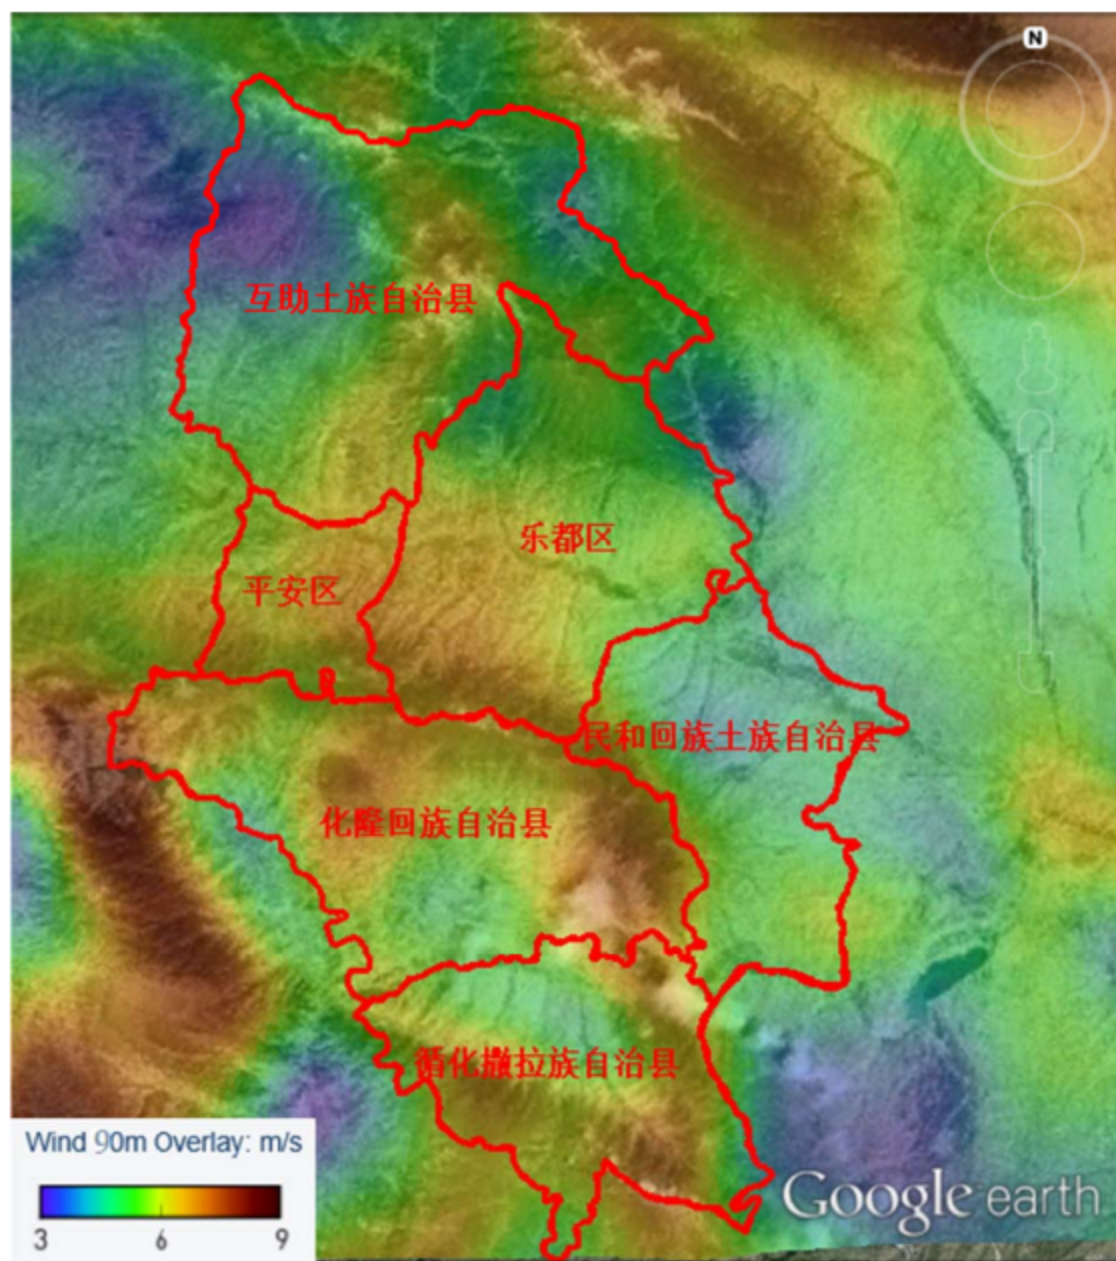 N
互助土族自治县
乐都区
平安区
民和回族土族自治县
化隆回族自治县
循化撒拉族自治县
Wind 90m Overlay: m/s
3 6 9
Google earth